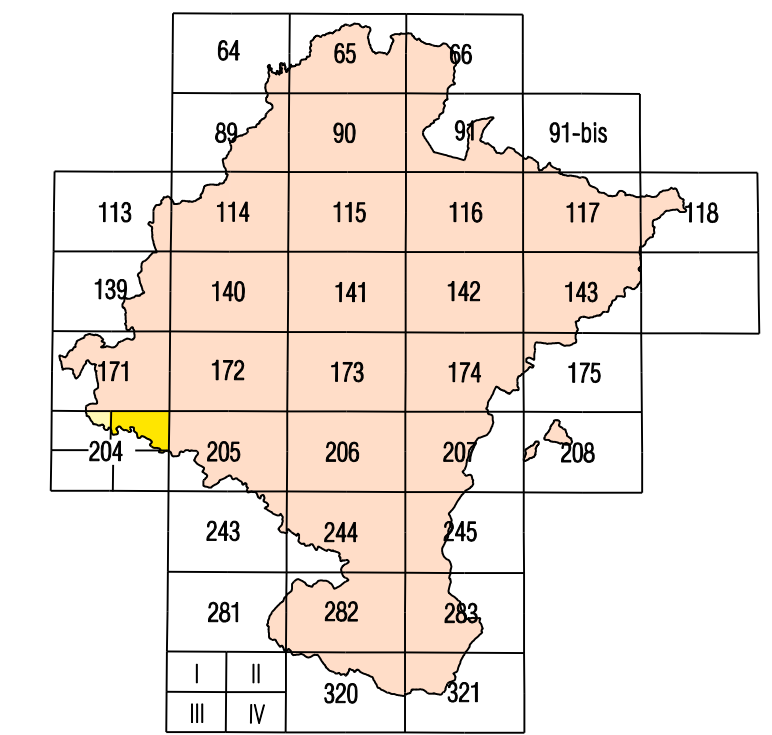 64 65 66
89 90 91 91-bis
113 114 115 116 117 118
139 140 141 142 143
171 172 173 174 175
204 205 206 207 208
243 244 245
281 282 283
I II
320 321
III IV